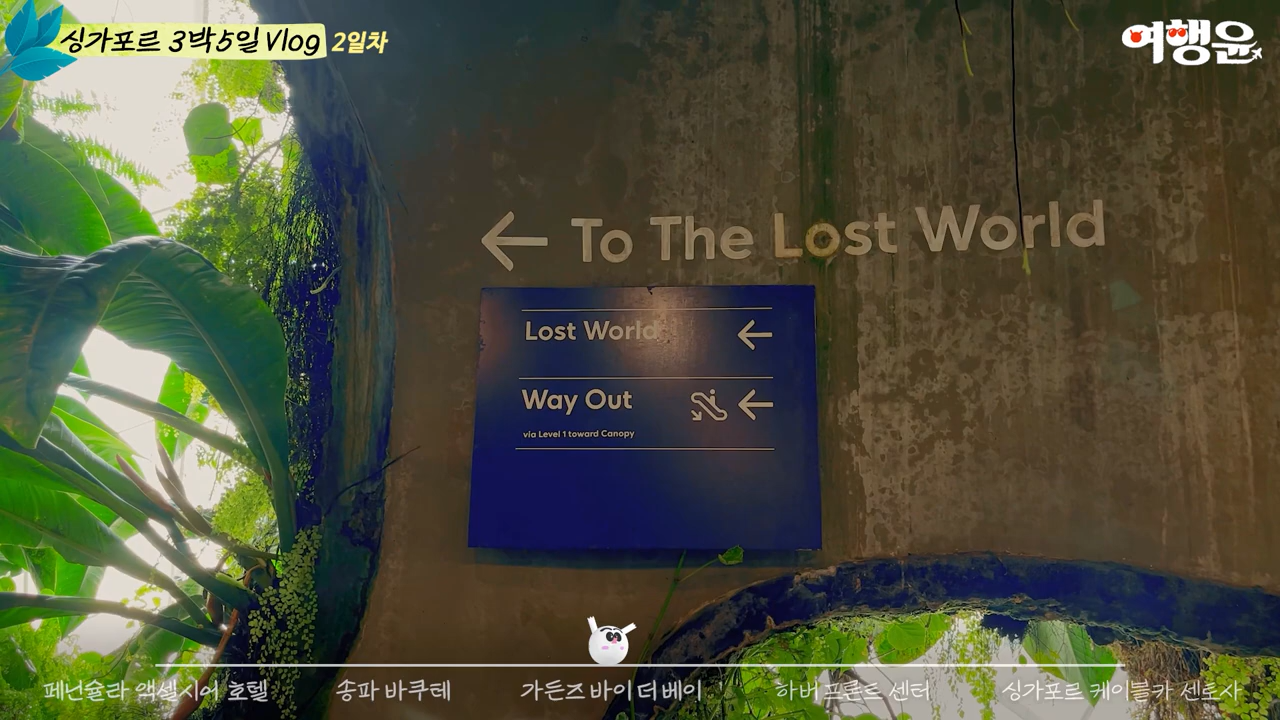 싱가포르 3박5일 Vlog 2일차
여행윤
← To The Lost World
Lost World ←
Way Out ←
via Level 1 toward Canopy
페닌슐라 액셀시어 호텔 송파 바쿠테 가든즈 바이 더 베이 하버 프론트 센터 싱가포르 케이블카 센토사